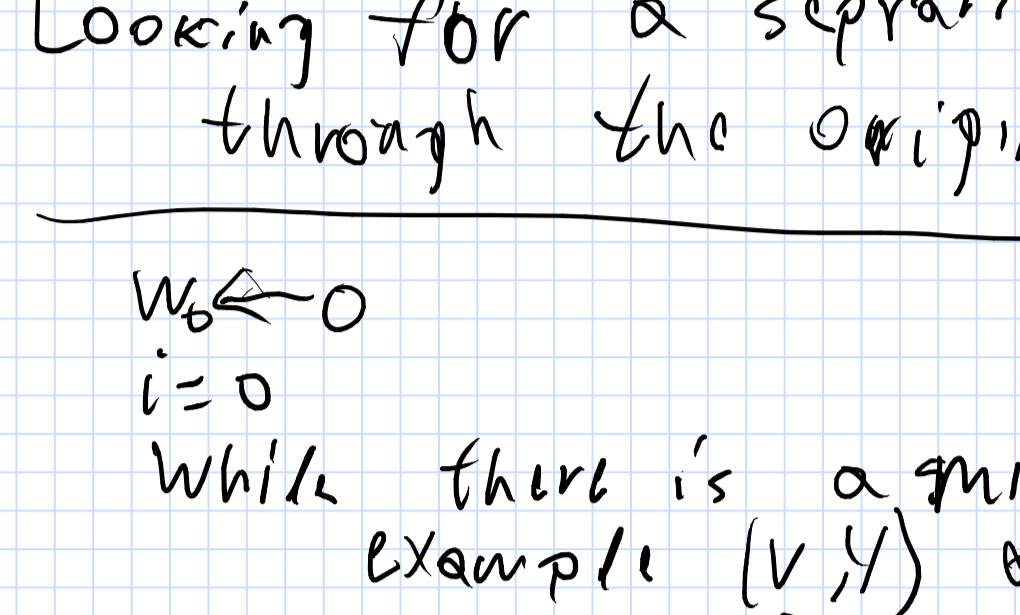 Looking for a
through the
W₀ ← 0
i = 0
While there is a
example (V, Y)